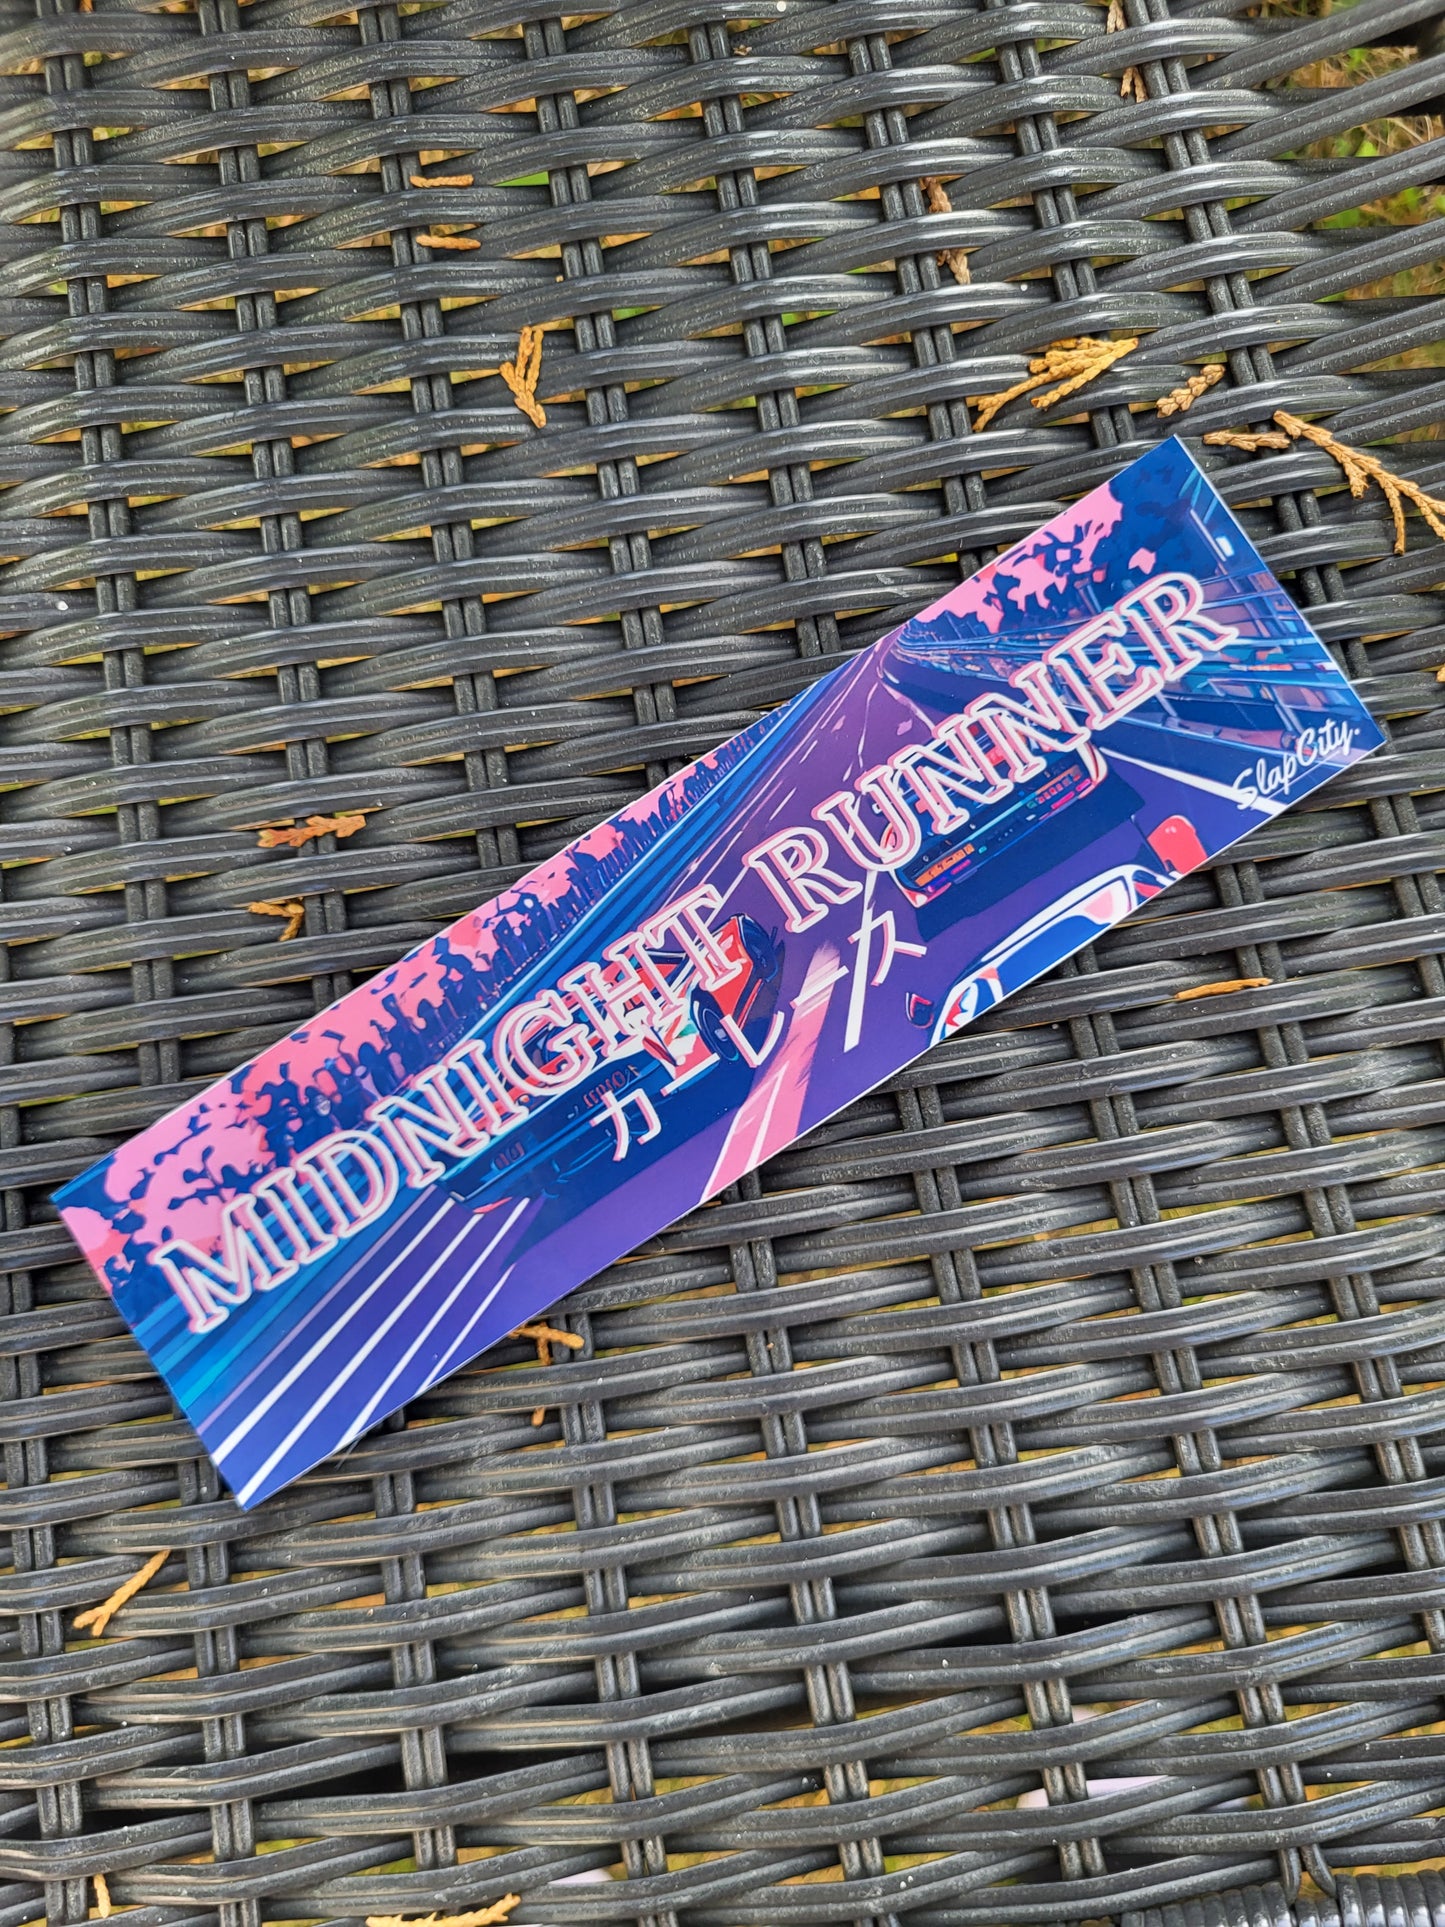 MIDNIGHT RUNNER
カーレース
SlapCity.